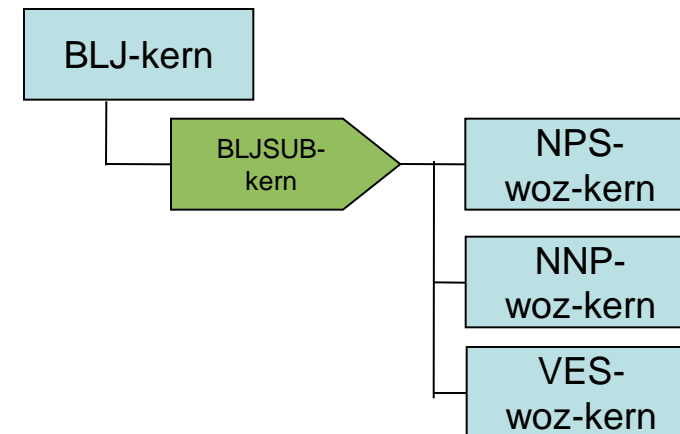 BLJ-kern
BLJSUB-
kern
NPS-
woz-kern
NNP-
woz-kern
VES-
woz-kern